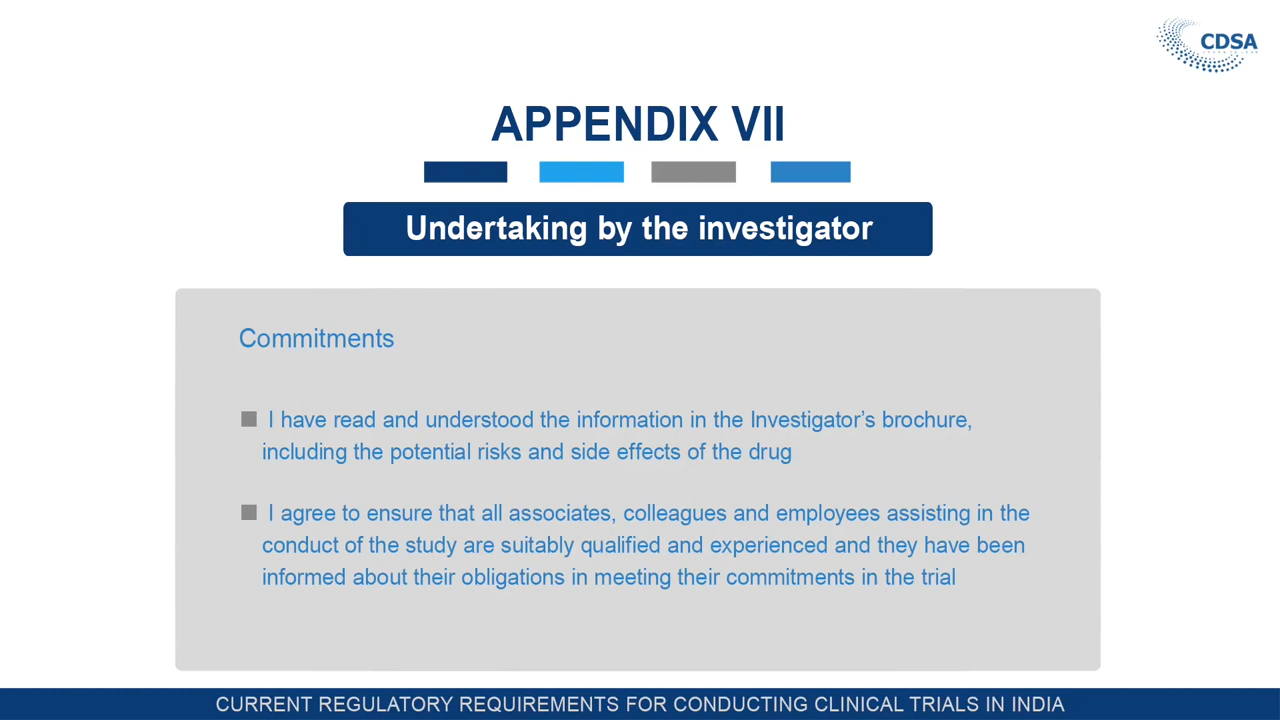 CDSA
APPENDIX VII
Undertaking by the investigator
Commitments
I have read and understood the information in the Investigator’s brochure,
including the potential risks and side effects of the drug
I agree to ensure that all associates, colleagues and employees assisting in the
conduct of the study are suitably qualified and experienced and they have been
informed about their obligations in meeting their commitments in the trial
CURRENT REGULATORY REQUIREMENTS FOR CONDUCTING CLINICAL TRIALS IN INDIA